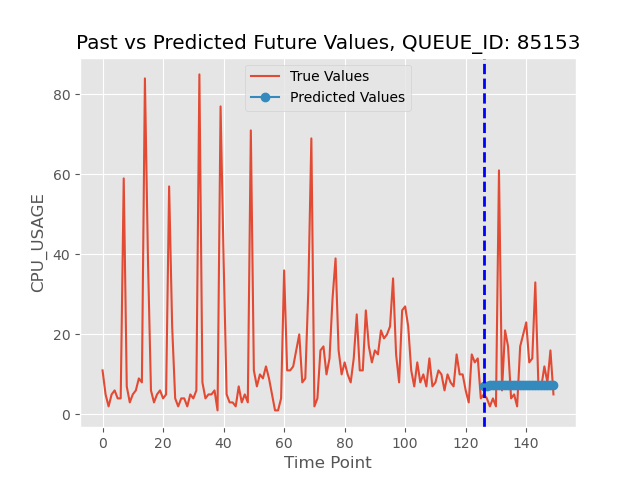 Past vs Predicted Future Values, QUEUE_ID: 85153
True Values
Predicted Values
CPU_USAGE
80
60
40
20
0
0 20 40 60 80 100 120 140
Time Point